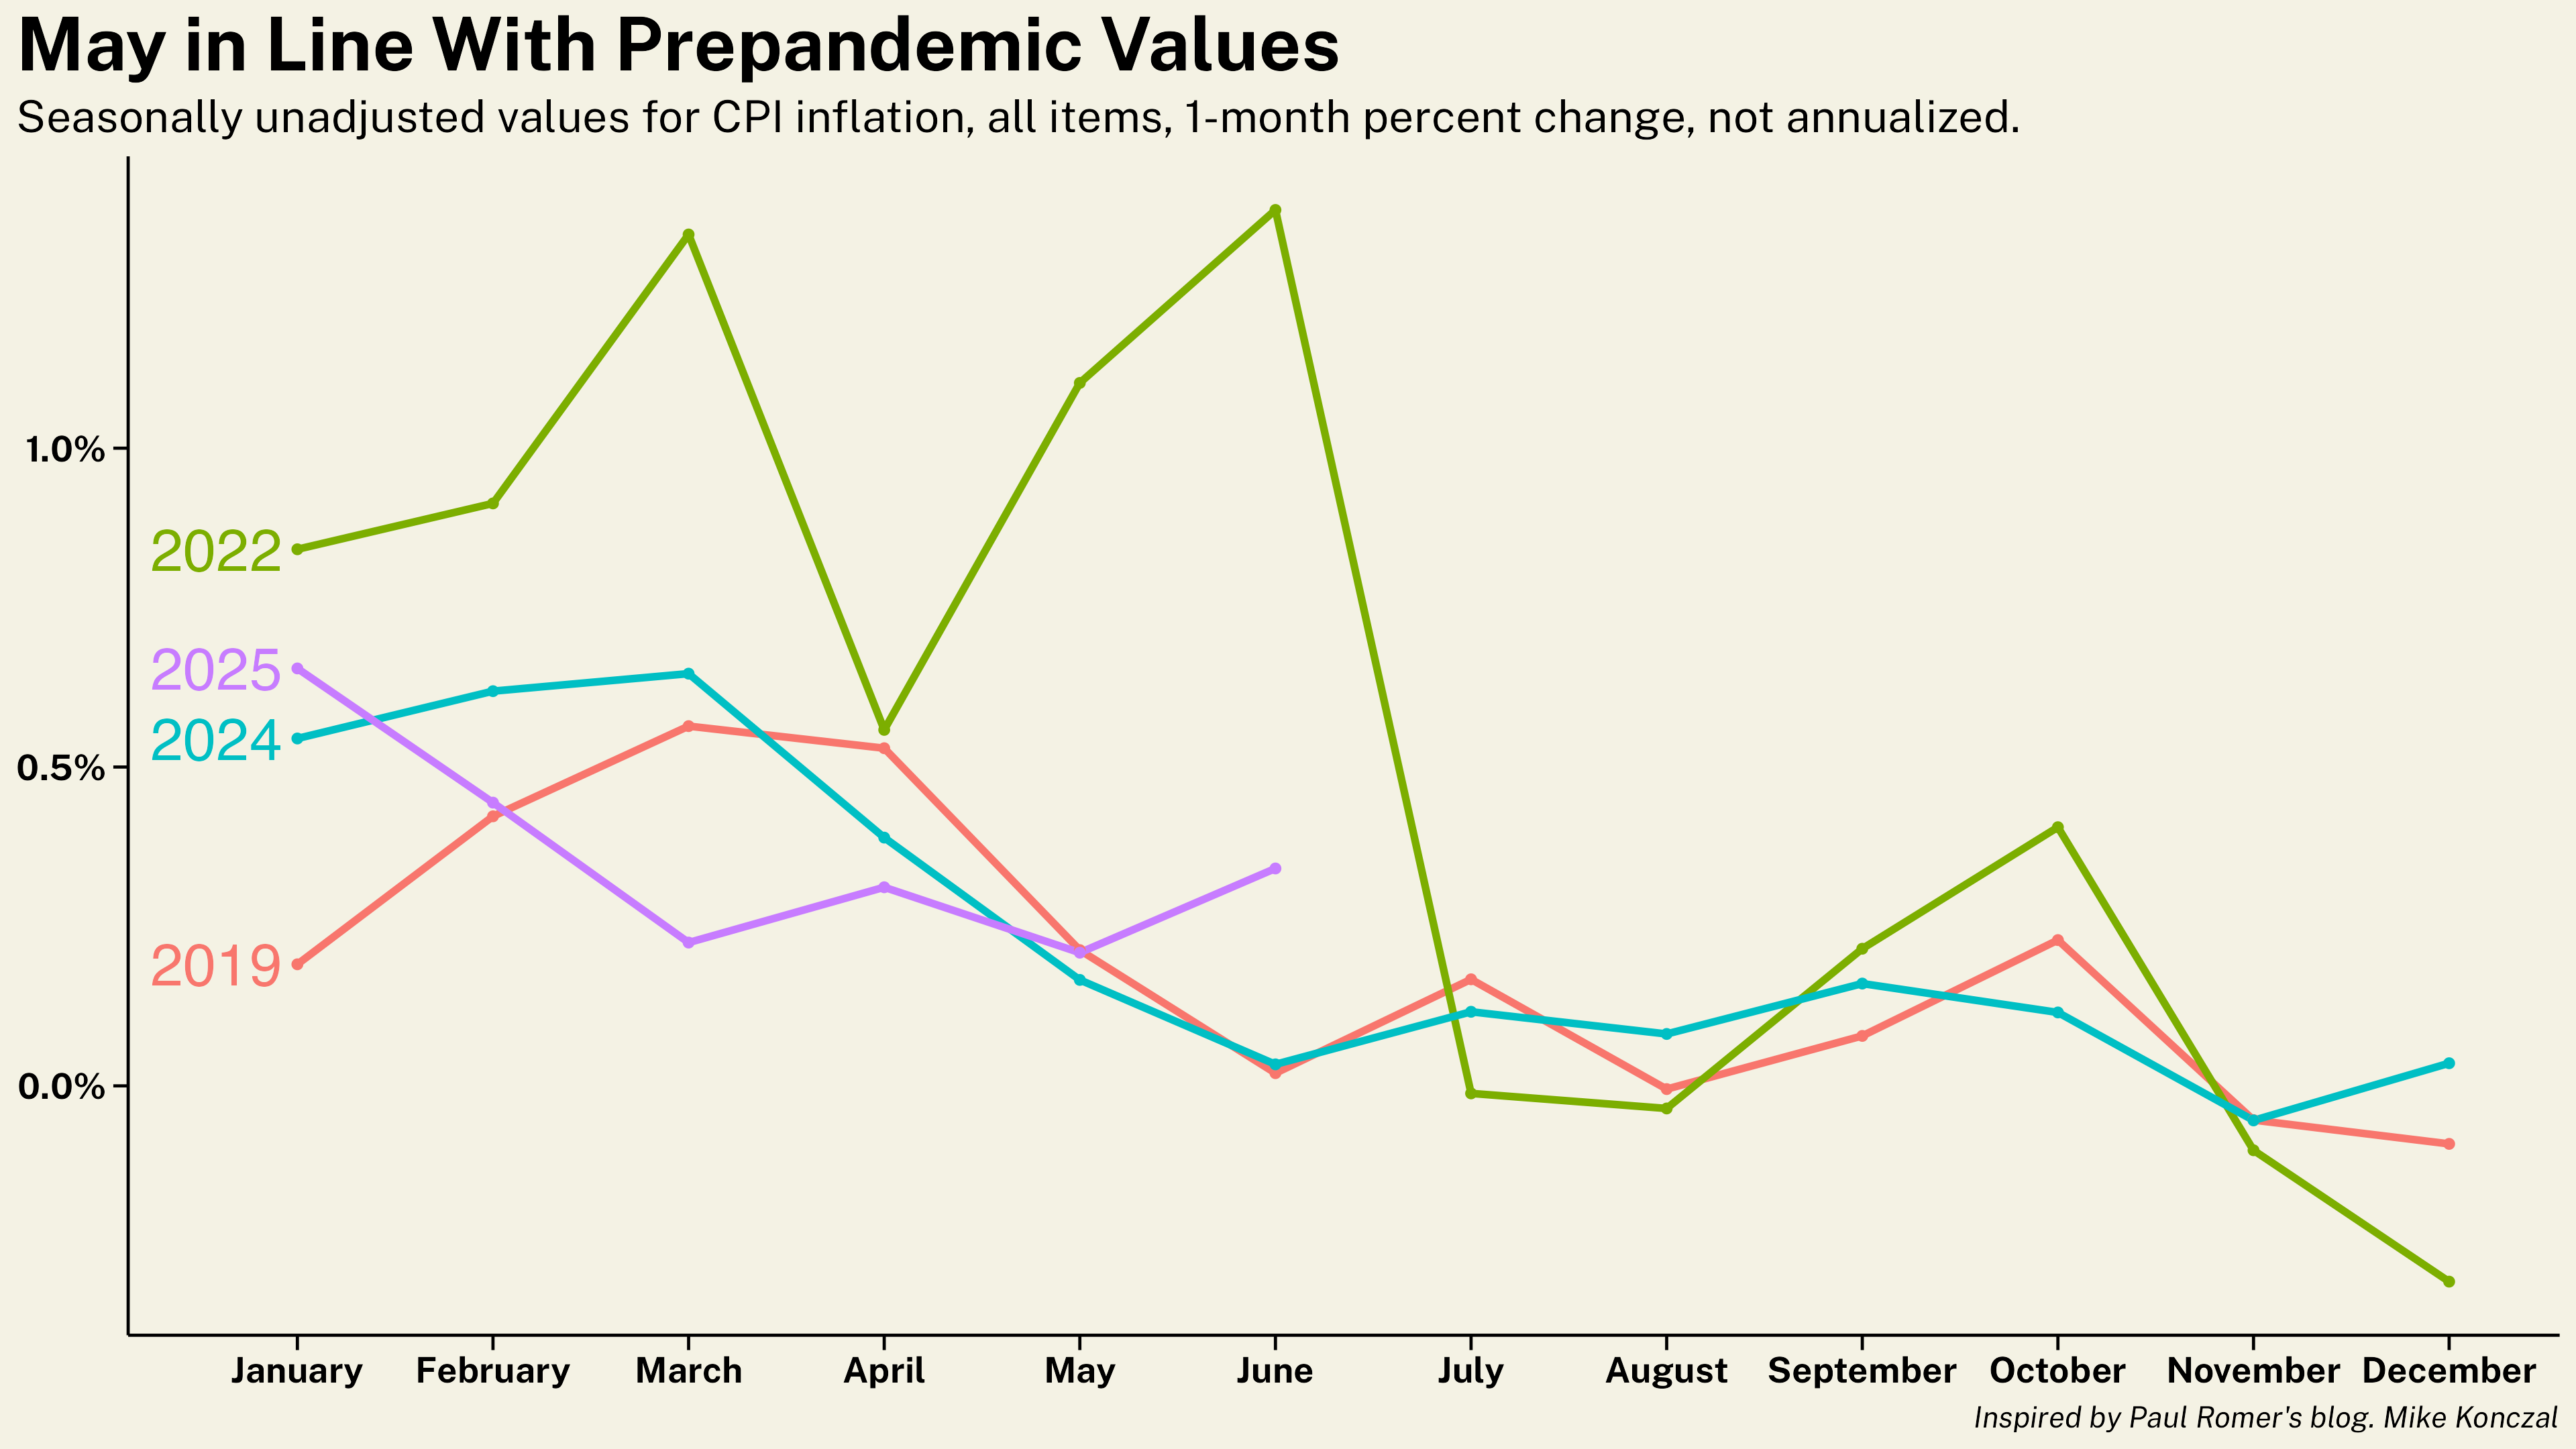 May in Line With Prepandemic Values
Seasonally unadjusted values for CPI inflation, all items, 1-month percent change, not annualized.
1.0%
0.5%
0.0%
2022
2025
2024
2019
January February March April May June July August September October November December
Inspired by Paul Romer's blog. Mike Konczal